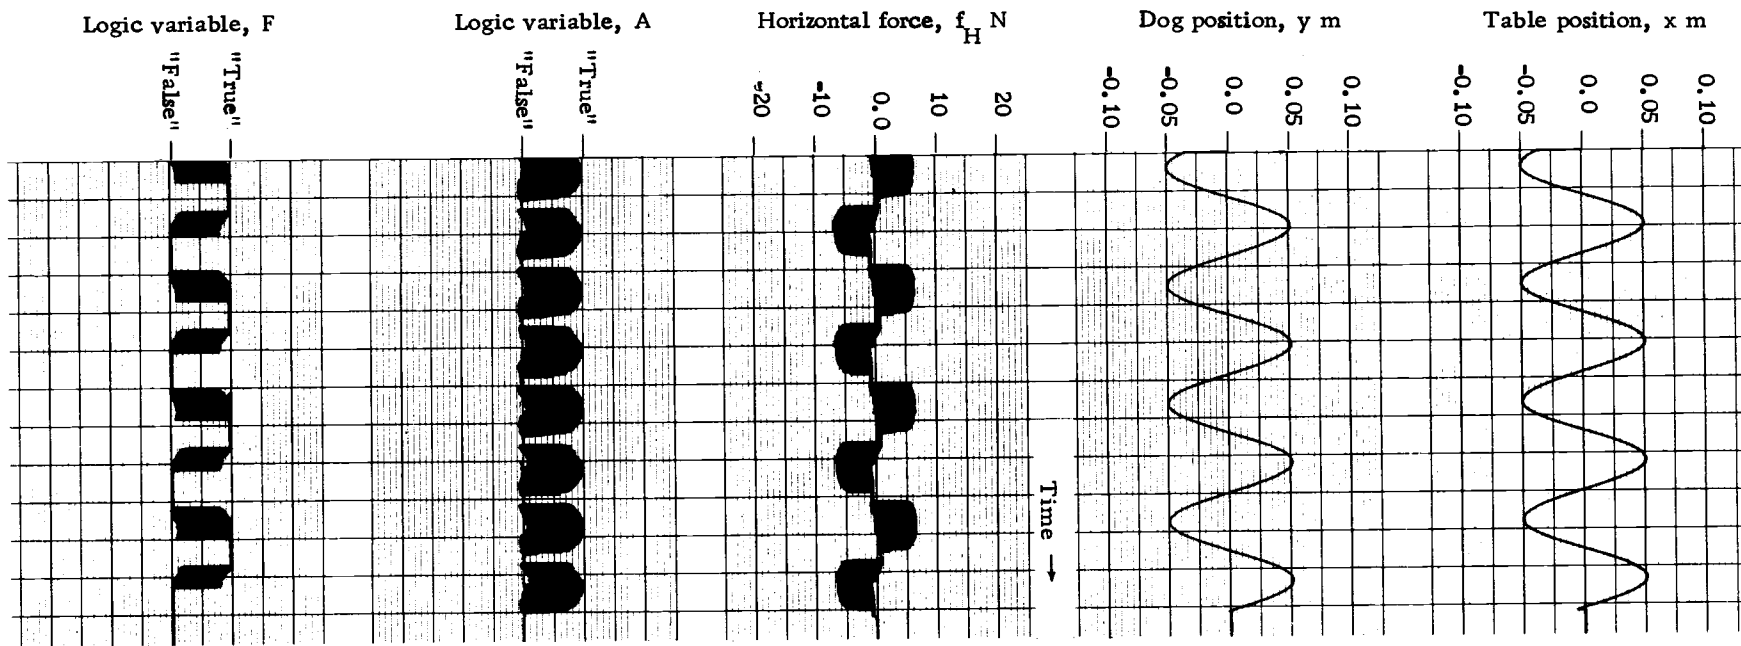 Logic variable, F
Logic variable, A
Horizontal force, f_H N
Dog position, y m
Table position, x m
"False"
"True"
"False"
"True"
-20
-10
0.0
10
20
-0.10
-0.05
0.0
0.05
0.10
-0.10
-0.05
0.0
0.05
0.10
Time →